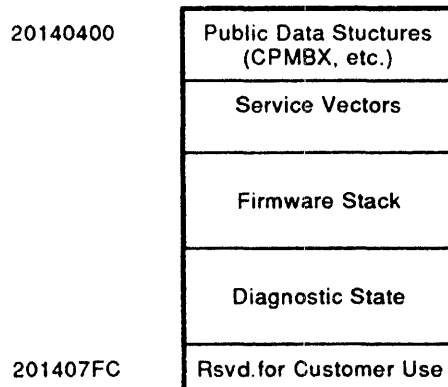 20140400
Public Data Stuctures
(CPMBX, etc.)
Service Vectors
Firmware Stack
Diagnostic State
201407FC
Rsvd.for Customer Use